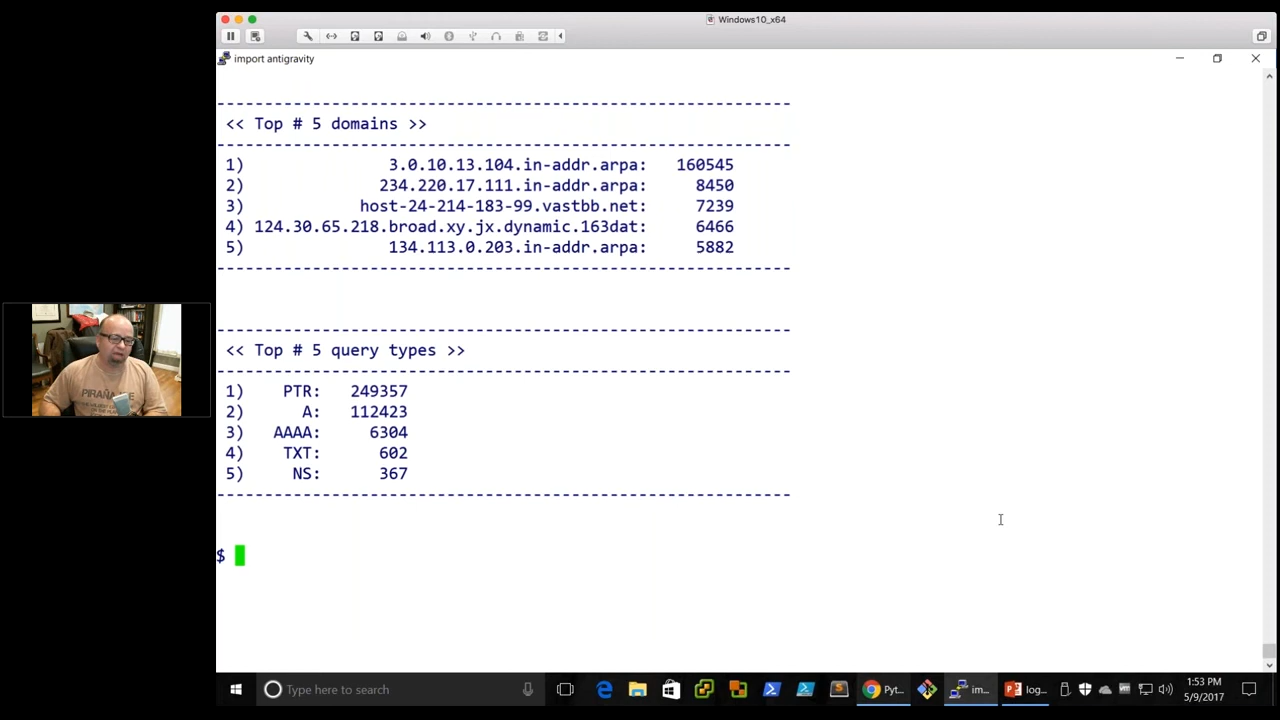 Windows10_x64
import antigravity
<< Top # 5 domains >>
1) 3.0.10.13.104.in-addr.arpa: 160545
2) 234.220.17.111.in-addr.arpa: 8450
3) host-24-214-183-99.vastbb.net: 7239
4) 124.30.65.218.broad.xy.jx.dynamic.163dat: 6466
5) 134.113.0.203.in-addr.arpa: 5882
<< Top # 5 query types >>
1) PTR: 249357
2) A: 112423
3) AAAA: 6304
4) TXT: 602
5) NS: 367
$
Type here to search
Pyt...
im...
log...
1:53 PM
5/9/2017